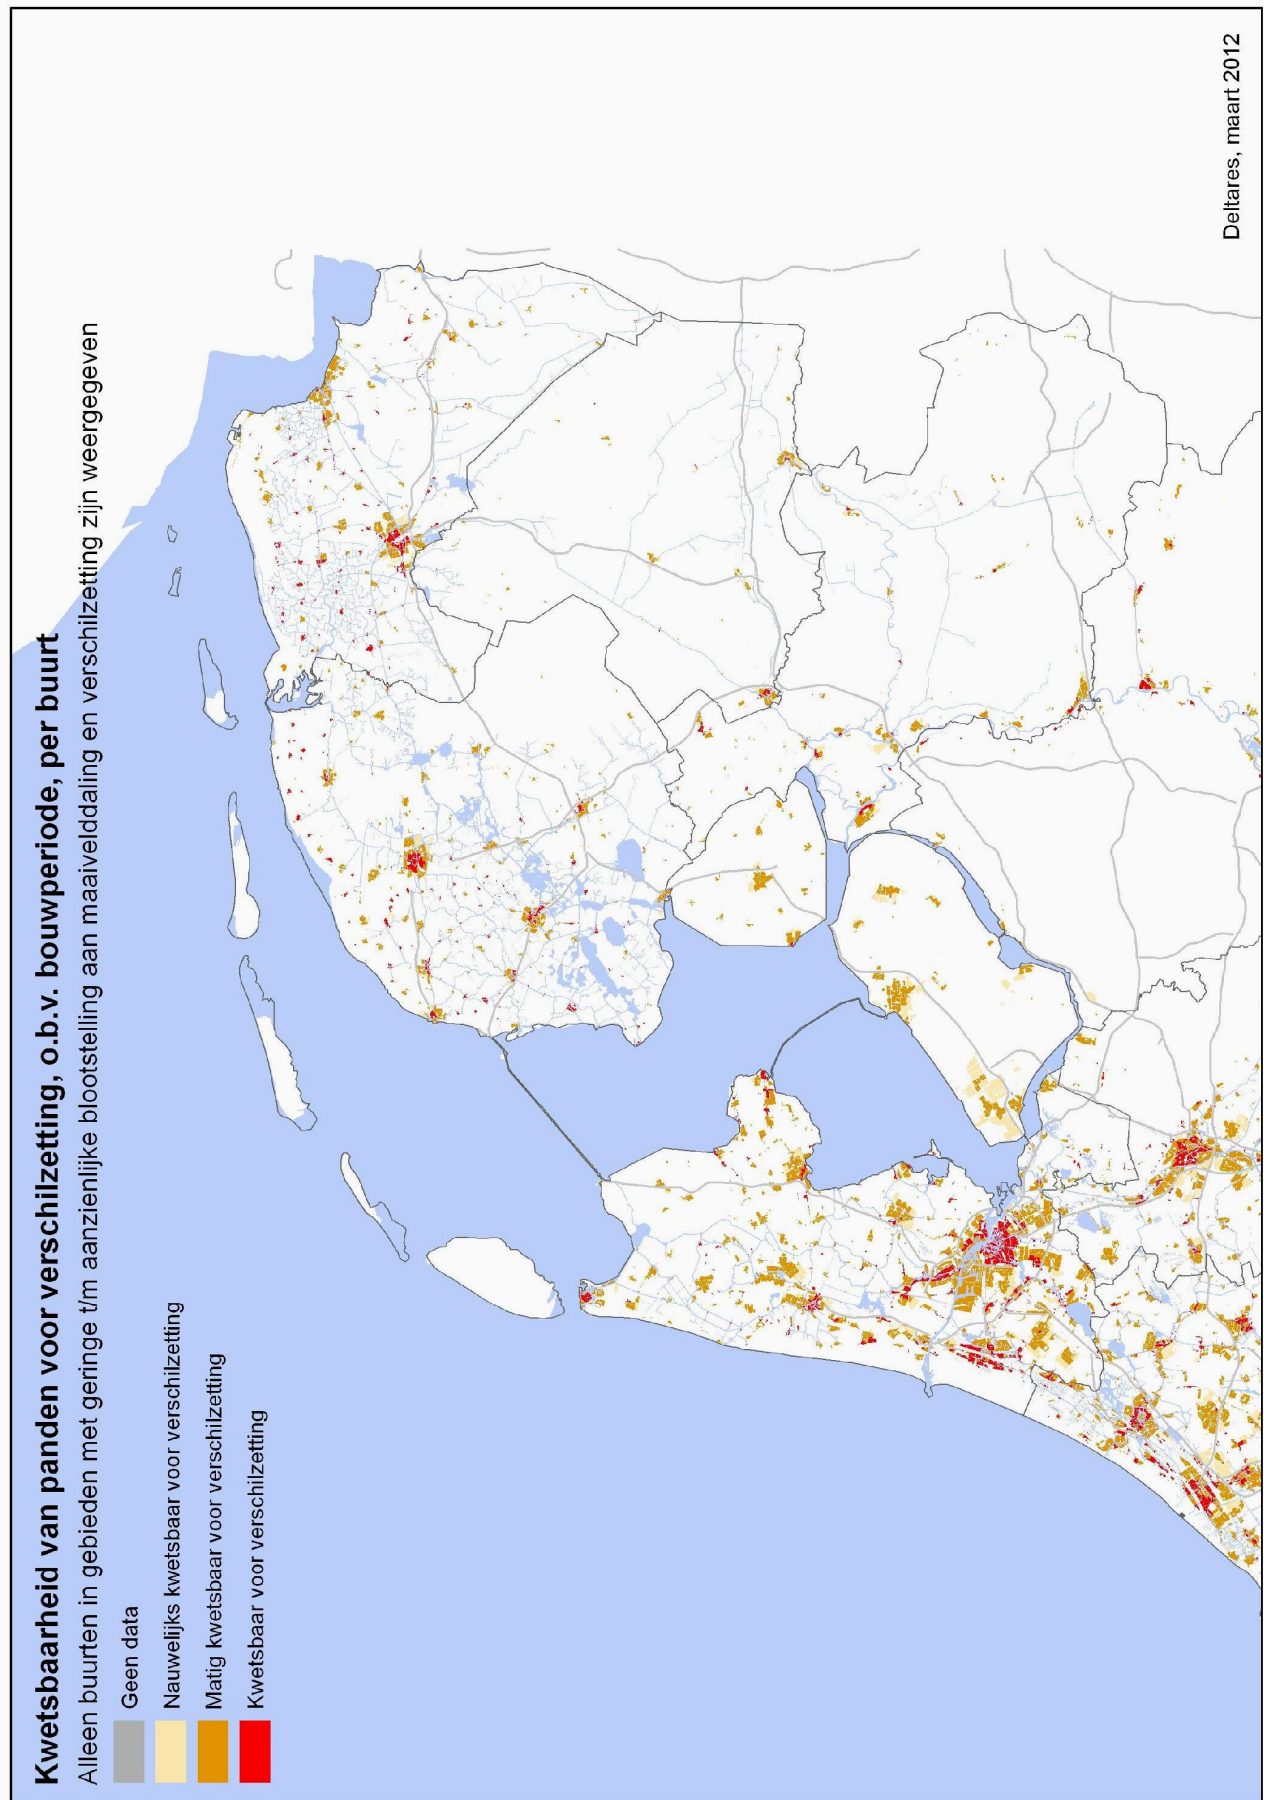 Kwetsbaarheid van panden voor verschilzetting, o.b.v. bouwperiode, per buurt
Alleen buurten in gebieden met geringe t/m aanzienlijke blootstelling aan maaivelddaling en verschilzetting zijn weergegeven
Geen data
Nauwelijks kwetsbaar voor verschilzetting
Matig kwetsbaar voor verschilzetting
Kwetsbaar voor verschilzetting
Deltares, maart 2012